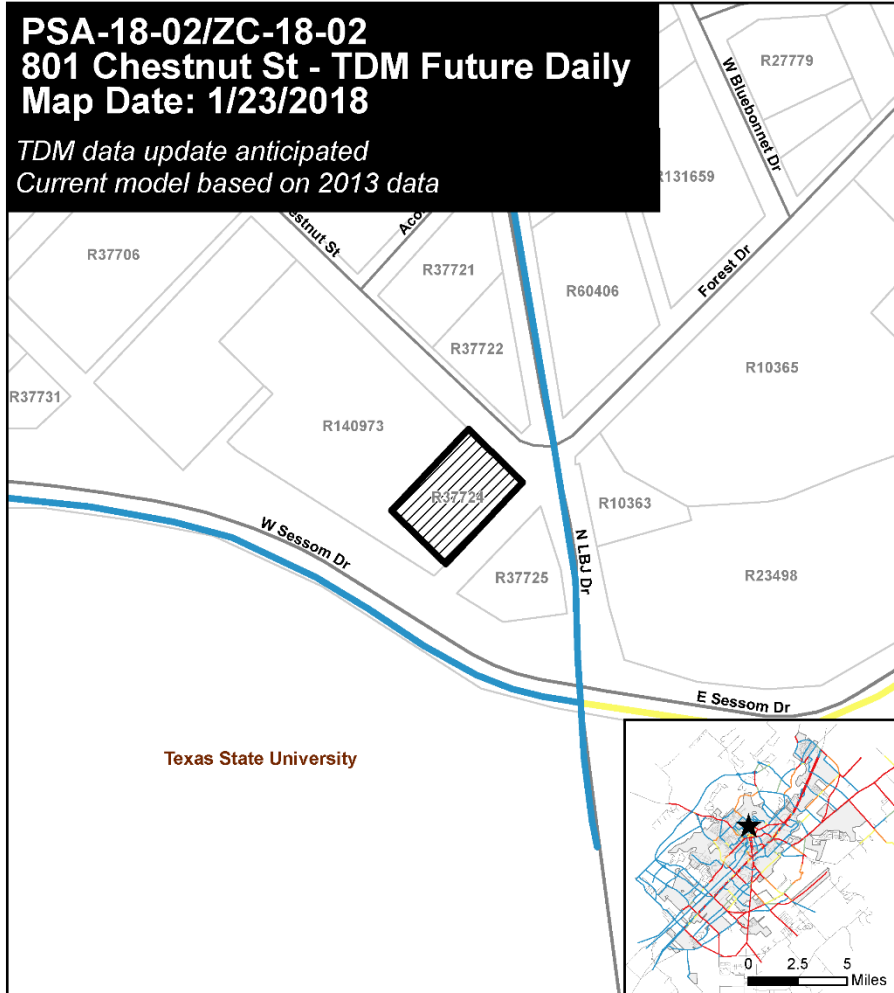 PSA-18-02/ZC-18-02
801 Chestnut St - TDM Future Daily
Map Date: 1/23/2018
TDM data update anticipated
Current model based on 2013 data
R27779
W Bluebonnet Dr
R131659
estnut St
Aco
R37706
R37721
R60406
Forest Dr
R37722
R10365
R37731
R140973
R37724
R10363
W Sessom Dr
N LBJ Dr
R37725
R23498
E Sessom Dr
Texas State University
0 2.5 5
Miles